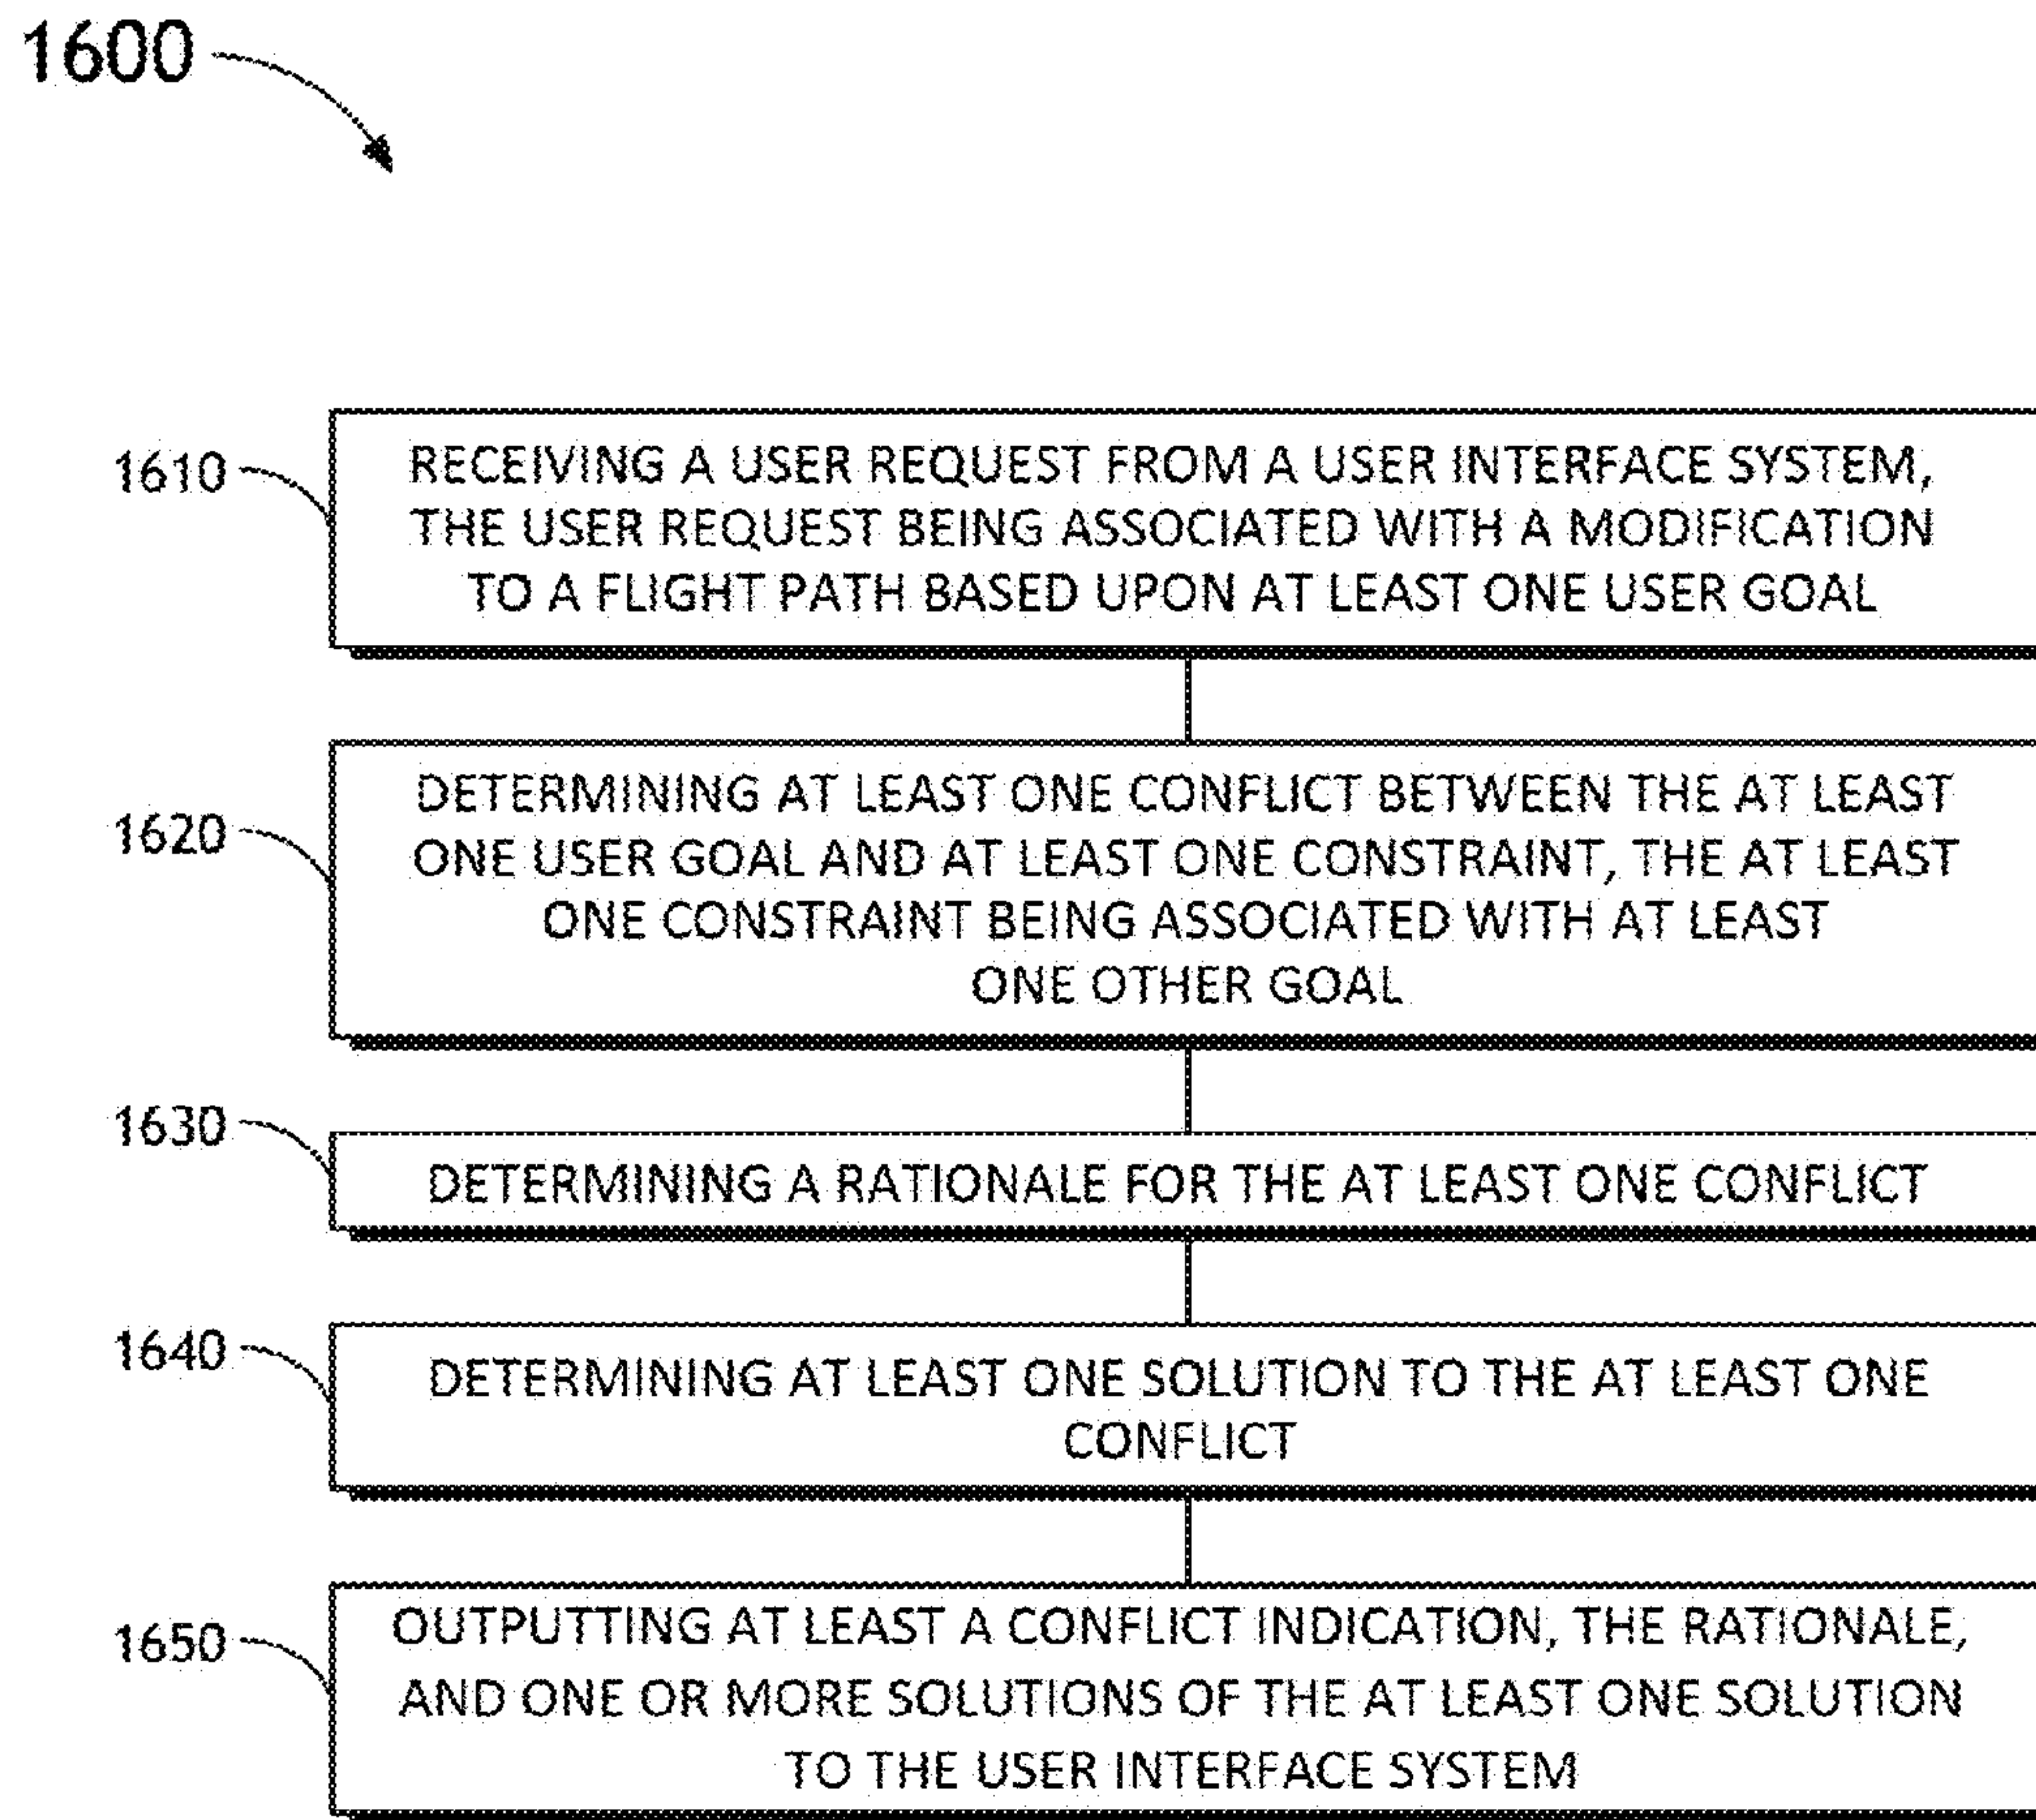 1600
1610
RECEIVING A USER REQUEST FROM A USER INTERFACE SYSTEM,
THE USER REQUEST BEING ASSOCIATED WITH A MODIFICATION
TO A FLIGHT PATH BASED UPON AT LEAST ONE USER GOAL
1620
DETERMINING AT LEAST ONE CONFLICT BETWEEN THE AT LEAST
ONE USER GOAL AND AT LEAST ONE CONSTRAINT, THE AT LEAST
ONE CONSTRAINT BEING ASSOCIATED WITH AT LEAST
ONE OTHER GOAL
1630
DETERMINING A RATIONALE FOR THE AT LEAST ONE CONFLICT
1640
DETERMINING AT LEAST ONE SOLUTION TO THE AT LEAST ONE
CONFLICT
1650
OUTPUTTING AT LEAST A CONFLICT INDICATION, THE RATIONALE,
AND ONE OR MORE SOLUTIONS OF THE AT LEAST ONE SOLUTION
TO THE USER INTERFACE SYSTEM